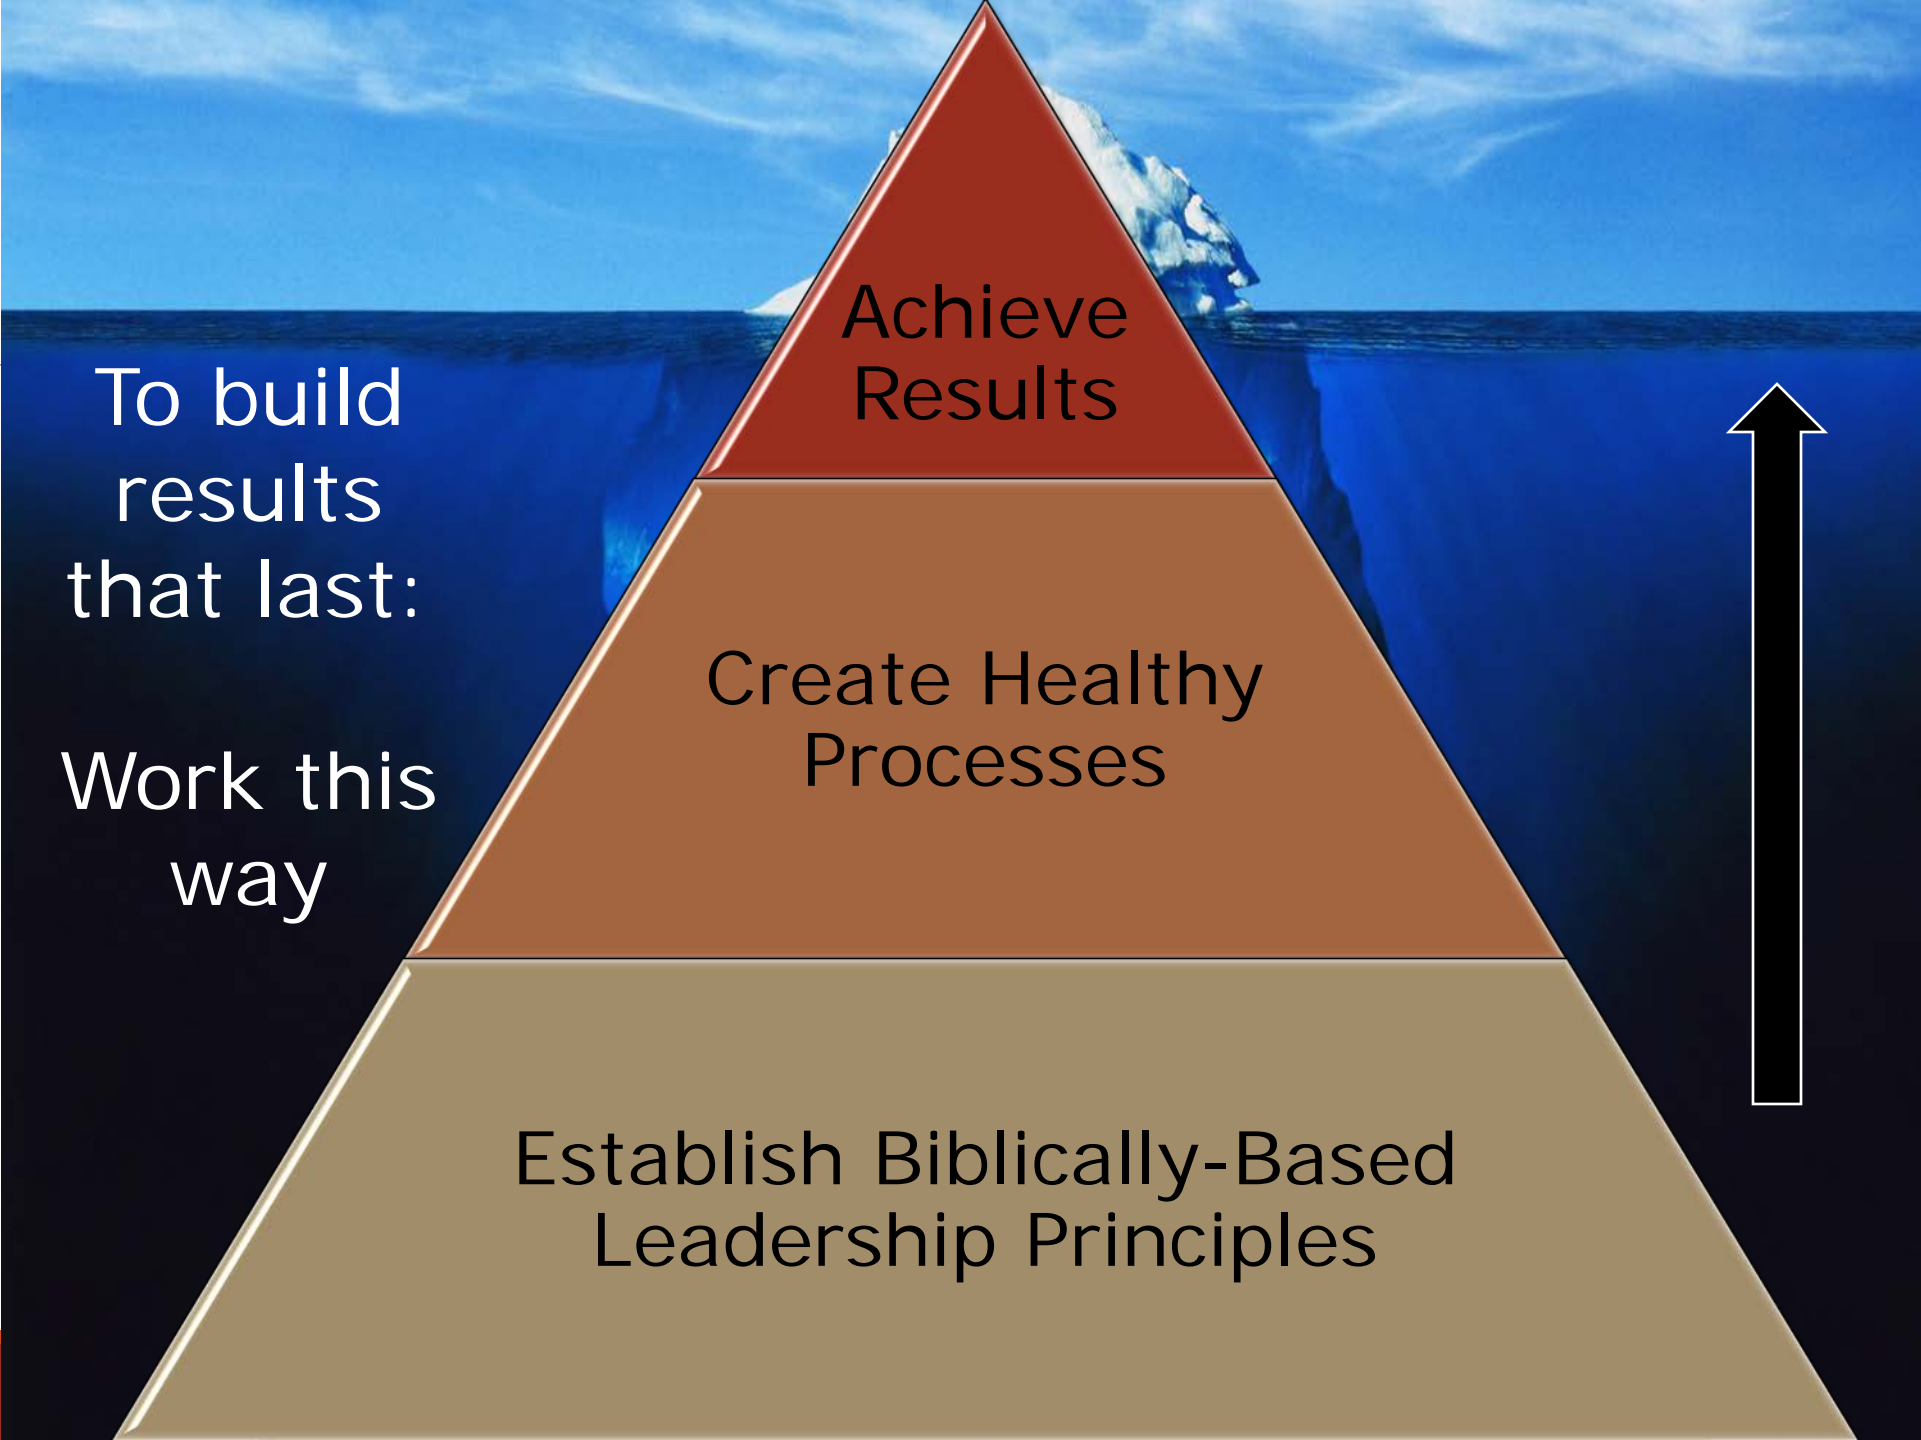 Achieve
Results
To build
results
that last:
Work this
way
Create Healthy
Processes
Establish Biblically-Based
Leadership Principles